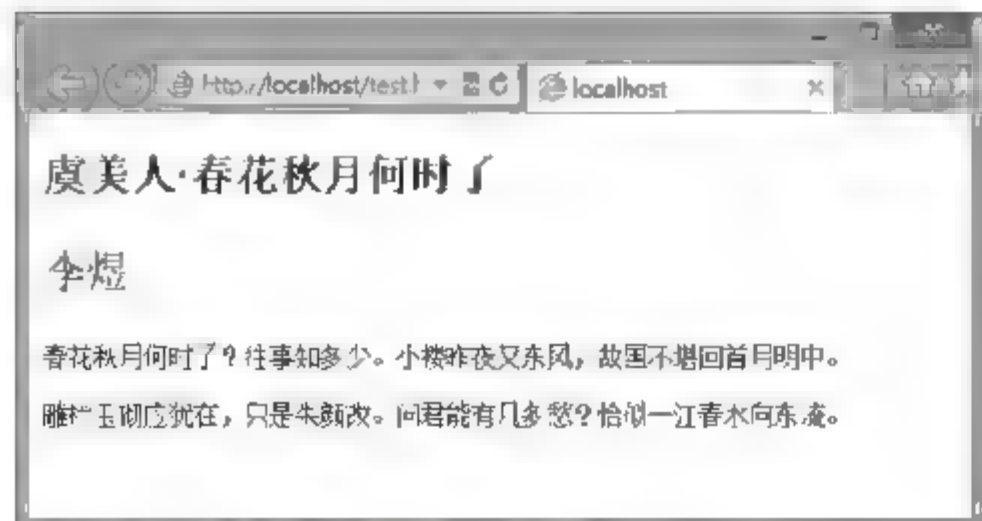 http://localhost/test.h
localhost
虞美人·春花秋月何时了
李煜
春花秋月何时了？往事知多少。小楼昨夜又东风，故国不堪回首月明中。
雕栏玉砌应犹在，只是朱颜改。问君能有几多愁？恰似一江春水向东流。